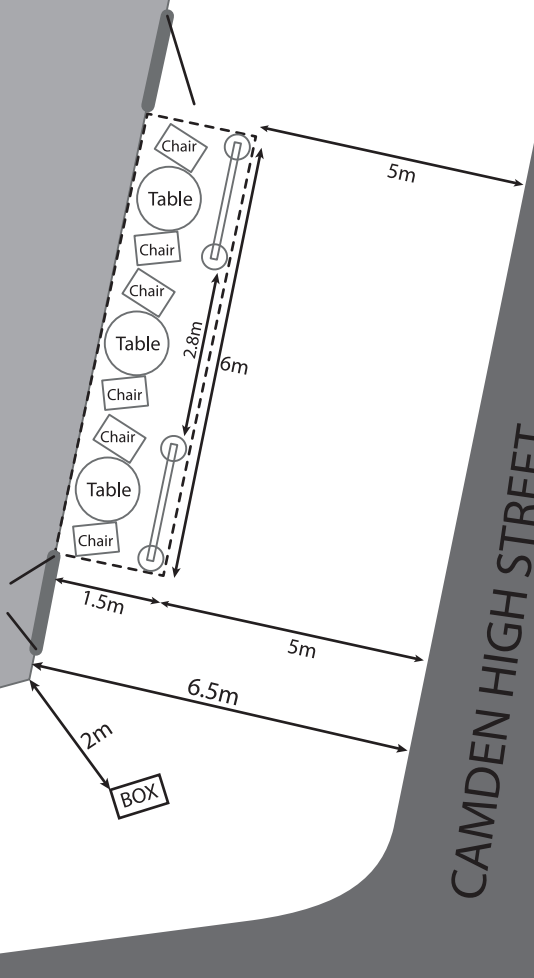 Chair
5m
Table
Chair
Chair
2.8m
Table
6m
Chair
Chair
Table
Chair
1.5m
5m
6.5m
2m
BOX
CAMDEN HIGH STREET